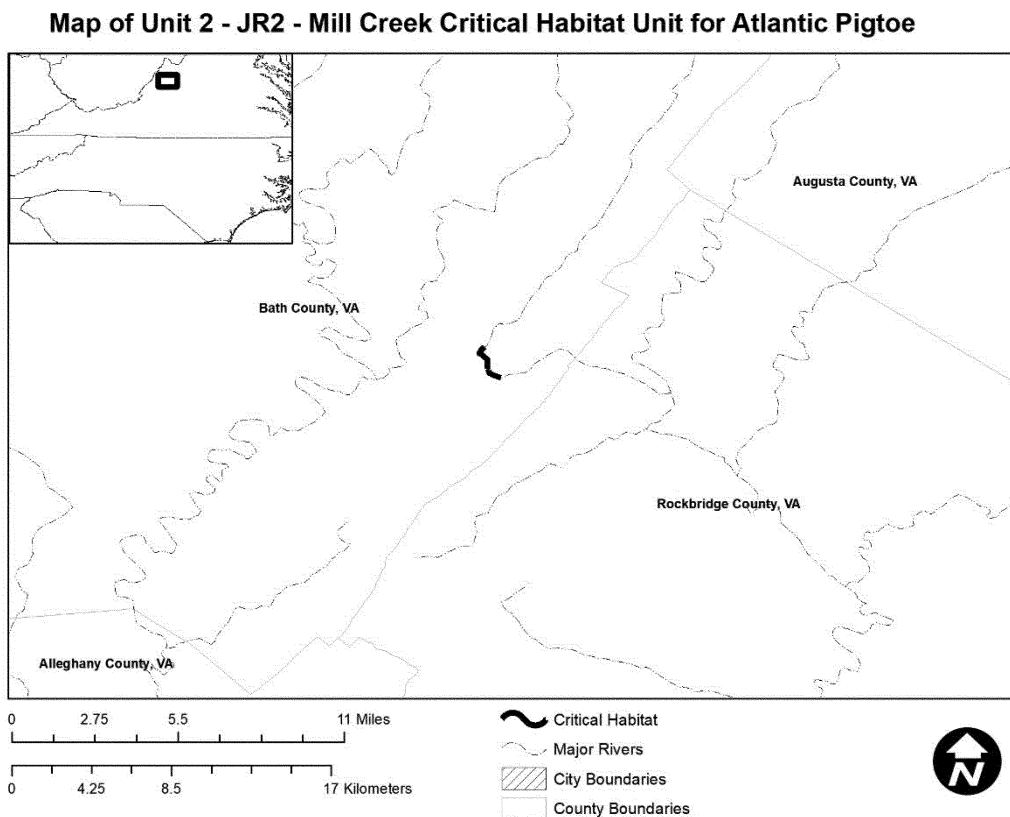 Map of Unit 2 - JR2 - Mill Creek Critical Habitat Unit for Atlantic Pigtoe
Augusta County, VA
Bath County, VA
Rockbridge County, VA
Alleghany County, VA
0 2.75 5.5 11 Miles
0 4.25 8.5 17 Kilometers
Critical Habitat
Major Rivers
City Boundaries
County Boundaries
N